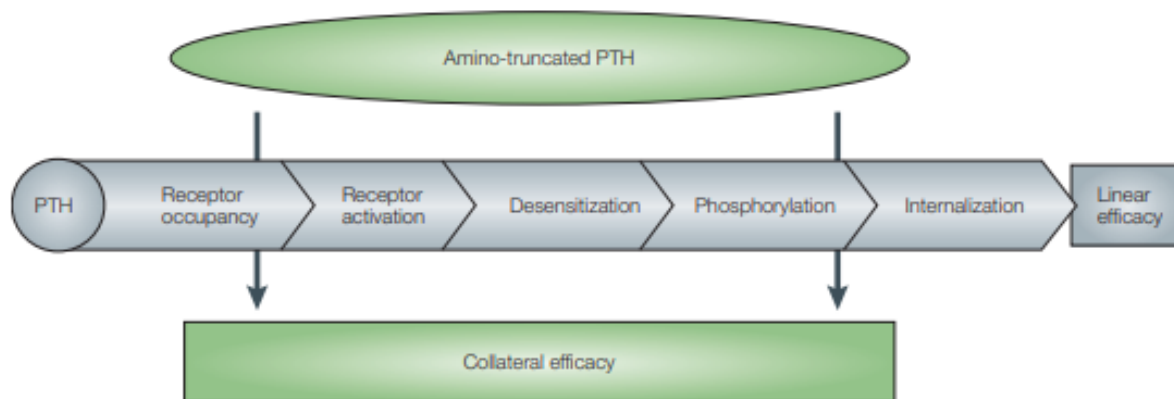 Amino-truncated PTH
PTH
Receptor
occupancy
Receptor
activation
Desensitization
Phosphorylation
Internalization
Linear
efficacy
Collateral efficacy